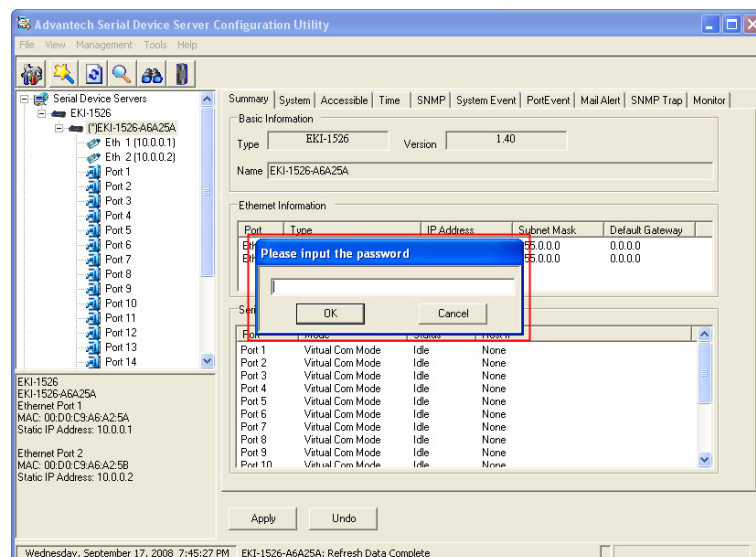 Advantech Serial Device Server Configuration Utility
File View Management Tools Help
Serial Device Servers
EKI-1526
(*)EKI-1526-A6A25A
Eth 1 (10.0.0.1)
Eth 2 (10.0.0.2)
Port 1
Port 2
Port 3
Port 4
Port 5
Port 6
Port 7
Port 8
Port 9
Port 10
Port 11
Port 12
Port 13
Port 14
EKI-1526
EKI-1526-A6A25A
Ethernet Port 1
MAC: 00:D0:C9:A6:A2:5A
Static IP Address: 10.0.0.1
Ethernet Port 2
MAC: 00:D0:C9:A6:A2:5B
Static IP Address: 10.0.0.2
Summary System Accessible Time SNMP System Event PortEvent Mail Alert SNMP Trap Monitor
Basic Information
Type EKI-1526 Version 1.40
Name EKI-1526-A6A25A
Ethernet Information
Port Type IP Address Subnet Mask Default Gateway
55.0.0.0 0.0.0.0
55.0.0.0 0.0.0.0
Please input the password
OK Cancel
Port 1 Virtual Com Mode Idle None
Port 2 Virtual Com Mode Idle None
Port 3 Virtual Com Mode Idle None
Port 4 Virtual Com Mode Idle None
Port 5 Virtual Com Mode Idle None
Port 6 Virtual Com Mode Idle None
Port 7 Virtual Com Mode Idle None
Port 8 Virtual Com Mode Idle None
Port 9 Virtual Com Mode Idle None
Port 10 Virtual Com Mode Idle None
Apply Undo
Wednesday, September 17, 2008 7:45:27 PM EKI-1526-A6A25A: Refresh Data Complete